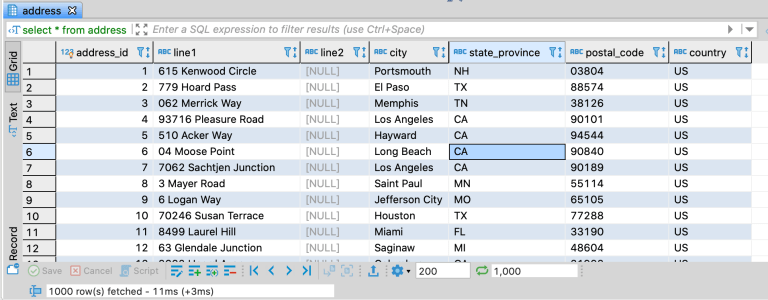 address
select * from address Enter a SQL expression to filter results (use Ctrl+Space)
Grid
Text
Record
123 address_id ABC line1 ABC line2 ABC city ABC state_province ABC postal_code ABC country
1 1 615 Kenwood Circle [NULL] Portsmouth NH 03804 US
2 2 779 Hoard Pass [NULL] El Paso TX 88574 US
3 3 062 Merrick Way [NULL] Memphis TN 38126 US
4 4 93716 Pleasure Road [NULL] Los Angeles CA 90101 US
5 5 510 Acker Way [NULL] Hayward CA 94544 US
6 6 04 Moose Point [NULL] Long Beach CA 90840 US
7 7 7062 Sachtjen Junction [NULL] Los Angeles CA 90189 US
8 8 3 Mayer Road [NULL] Saint Paul MN 55114 US
9 9 6 Logan Way [NULL] Jefferson City MO 65105 US
10 10 70246 Susan Terrace [NULL] Houston TX 77288 US
11 11 8499 Laurel Hill [NULL] Miami FL 33190 US
12 12 63 Glendale Junction [NULL] Saginaw MI 48604 US
Save Cancel Script 200 1,000
1000 row(s) fetched - 11ms (+3ms)